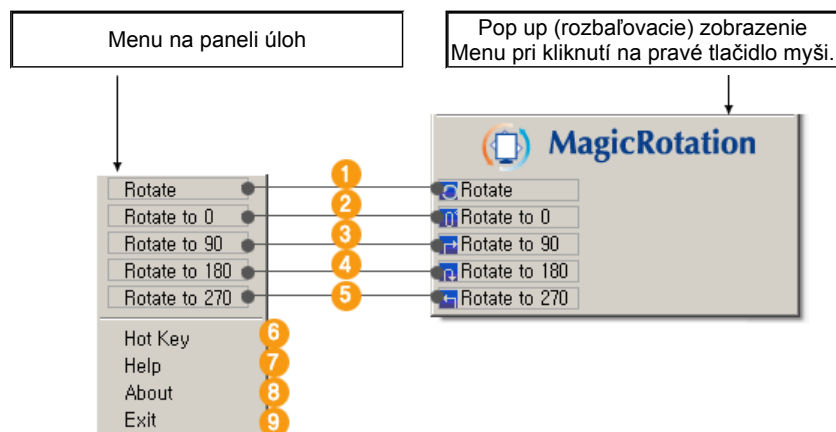 Menu na paneli úloh
Pop up (rozbaľovacie) zobrazenie
Menu pri kliknutí na pravé tlačidlo myši.
MagicRotation
Rotate 1 Rotate
Rotate to 0 2 Rotate to 0
Rotate to 90 3 Rotate to 90
Rotate to 180 4 Rotate to 180
Rotate to 270 5 Rotate to 270
Hot Key 6
Help 7
About 8
Exit 9